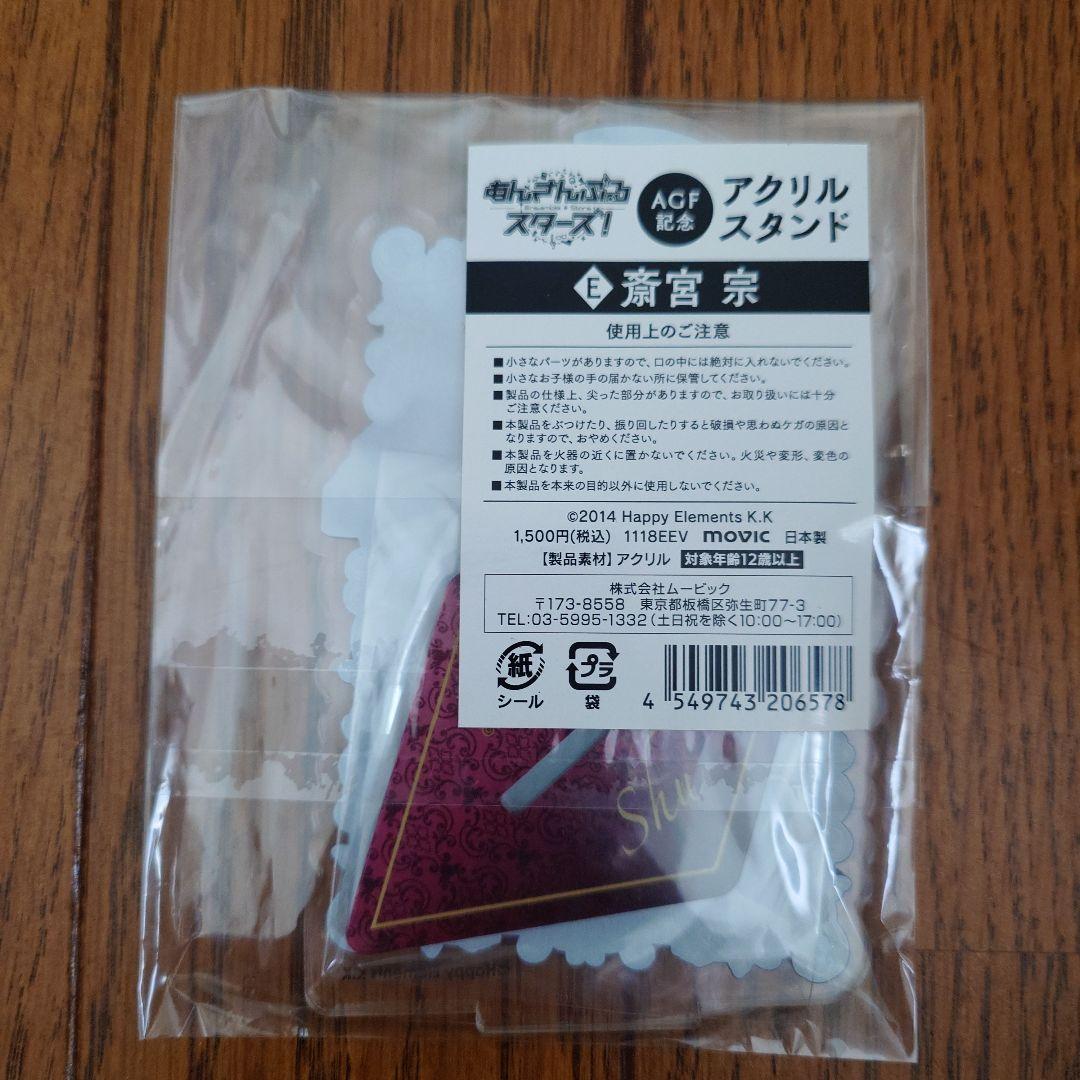 あんさんぶる
Ensemble Stars
スターズ!
AGF
記念
アクリル
スタンド
E 斎宮 宗
使用上のご注意
■小さなパーツがありますので、口の中には絶対に入れないでください。
■小さなお子様の手の届かない所に保管してください。
■製品の仕様上、尖った部分がありますので、お取り扱いには十分
ご注意ください。
■本製品をぶつけたり、振り回したりすると破損や思わぬケガの原因と
なりますので、おやめください。
■本製品を火器の近くに置かないでください。火災や変形、変色の
原因となります。
■本製品を本来の目的以外に使用しないでください。
©2014 Happy Elements K.K
1,500円(税込) 1118EEV movic 日本製
【製品素材】アクリル 対象年齢12歳以上
株式会社ムービック
〒173-8558 東京都板橋区弥生町77-3
TEL:03-5995-1332(土日祝を除く10:00〜17:00)
紙
シール
プラ
袋
4 549743 206578
Shu
©Happy Elements K.K